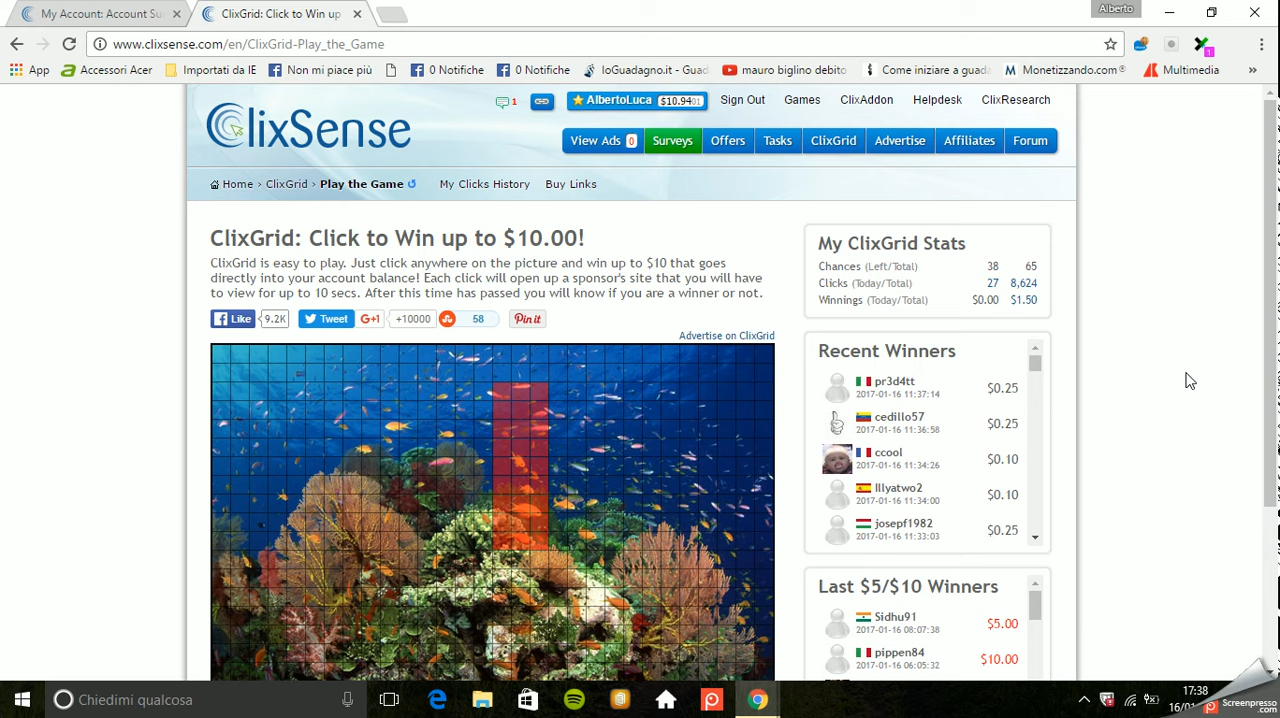 My Account: Account Su
ClixGrid: Click to Win up
Alberto
www.clixsense.com/en/ClixGrid-Play_the_Game
1
App
Accessori Acer
Importati da IE
Non mi piace più
0 Notifiche
0 Notifiche
IoGuadagno.it - Guad
mauro biglino debito
Come iniziare a guada
Monetizzando.com®
Multimedia
»
ClixSense
1
AlbertoLuca $10.9401
Sign Out
Games
ClixAddon
Helpdesk
ClixResearch
View Ads 0
Surveys
Offers
Tasks
ClixGrid
Advertise
Affiliates
Forum
Home › ClixGrid › Play the Game
My Clicks History
Buy Links
ClixGrid: Click to Win up to $10.00!
ClixGrid is easy to play. Just click anywhere on the picture and win up to $10 that goes
directly into your account balance! Each click will open up a sponsor's site that you will have
to view for up to 10 secs. After this time has passed you will know if you are a winner or not.
Like 9.2K
Tweet
G+1 +10000
58
Pin it
Advertise on ClixGrid
My ClixGrid Stats
Chances (Left/Total) 38 65
Clicks (Today/Total) 27 8,624
Winnings (Today/Total) $0.00 $1.50
Recent Winners
pr3d4tt
2017-01-16 11:37:14
$0.25
cedillo57
2017-01-16 11:36:58
$0.25
ccool
2017-01-16 11:34:26
$0.10
Illyatwo2
2017-01-16 11:34:00
$0.10
josepf1982
2017-01-16 11:33:03
$0.25
Last $5/$10 Winners
Sidhu91
2017-01-16 08:07:38
$5.00
pippen84
2017-01-16 06:05:32
$10.00
Chiedimi qualcosa
17:38
16/01
Screenpresso
.com